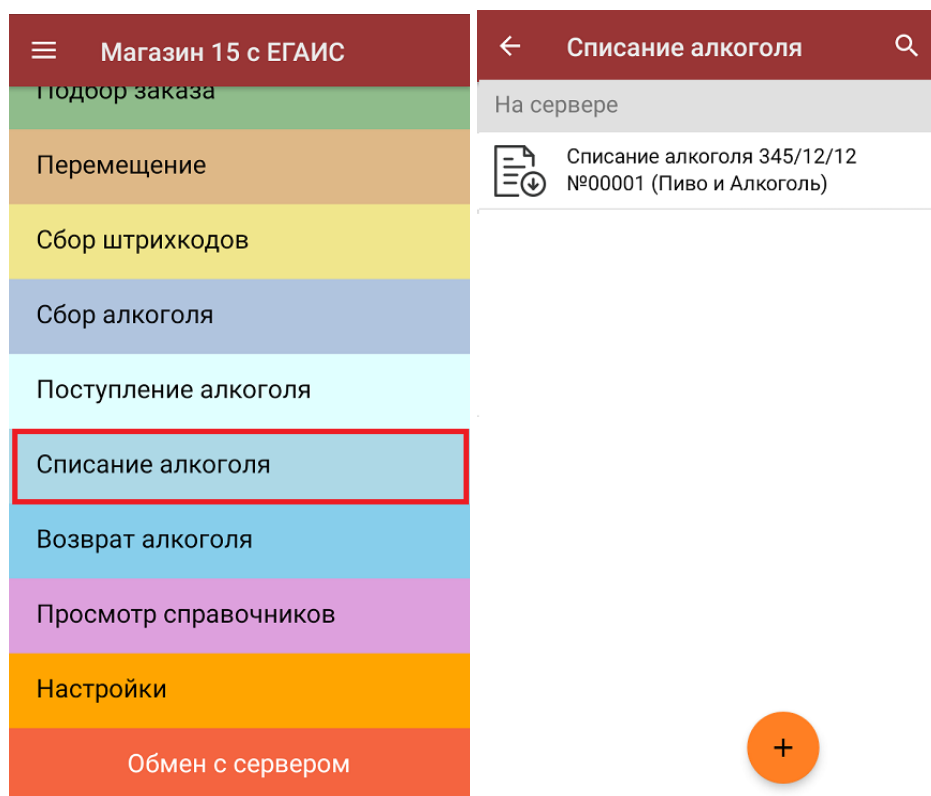 Магазин 15 с ЕГАИС
Подбор заказа
Перемещение
Сбор штрихкодов
Сбор алкоголя
Поступление алкоголя
Списание алкоголя
Возврат алкоголя
Просмотр справочников
Настройки
Обмен с сервером
Списание алкоголя
На сервере
Списание алкоголя 345/12/12
№00001 (Пиво и Алкоголь)